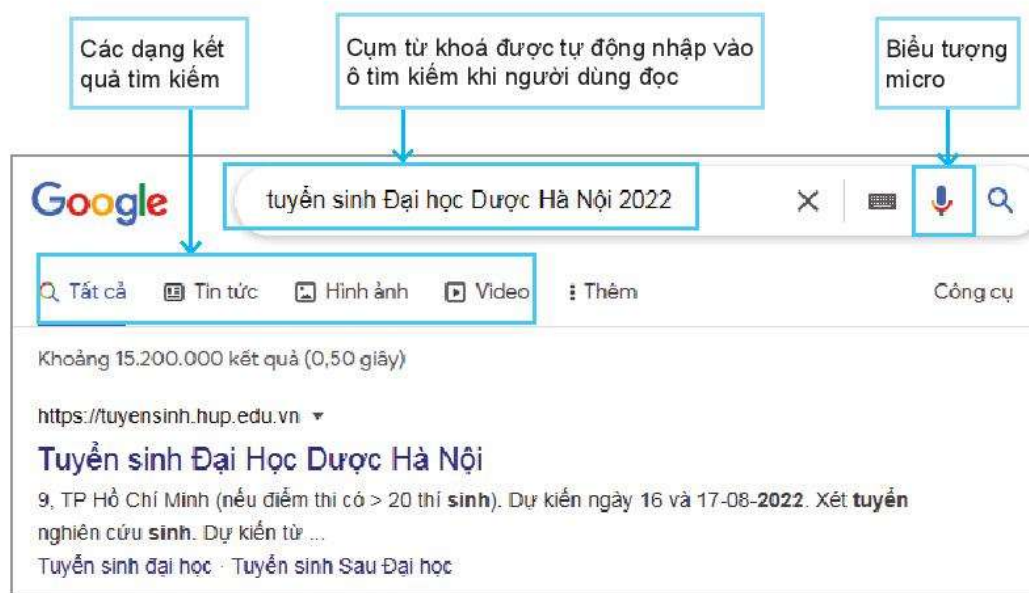 Các dạng kết
quả tìm kiếm
Cụm từ khoá được tự động nhập vào
ô tìm kiếm khi người dùng đọc
Biểu tượng
micro
Google
tuyển sinh Đại học Dược Hà Nội 2022
Tất cả Tin tức Hình ảnh Video Thêm Công cụ
Khoảng 15.200.000 kết quả (0,50 giây)
https://tuyensinh.hup.edu.vn
Tuyển sinh Đại Học Dược Hà Nội
9, TP Hồ Chí Minh (nếu điểm thi có > 20 thí sinh). Dự kiến ngày 16 và 17-08-2022. Xét tuyển
nghiên cứu sinh. Dự kiến từ ...
Tuyển sinh đại học · Tuyển sinh Sau Đại học